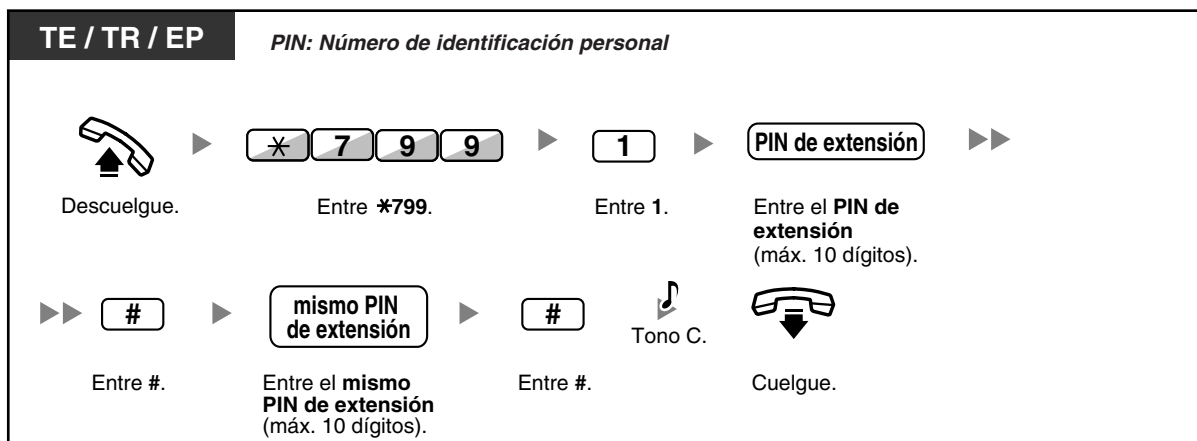 TE / TR / EP
PIN: Número de identificación personal
* 7 9 9
1
PIN de extensión
Descuelgue.
Entre *799.
Entre 1.
Entre el PIN de
extensión
(máx. 10 dígitos).
#
mismo PIN
de extensión
#
Tono C.
Entre #.
Entre el mismo
PIN de extensión
(máx. 10 dígitos).
Entre #.
Cuelgue.